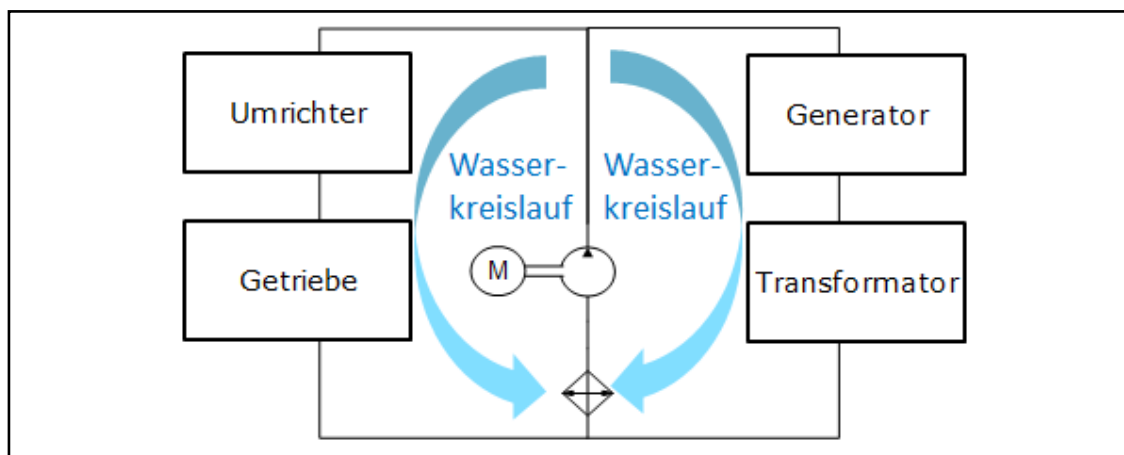 Umrichter
Generator
Wasser-
kreislauf
Wasser-
kreislauf
Getriebe
M
Transformator